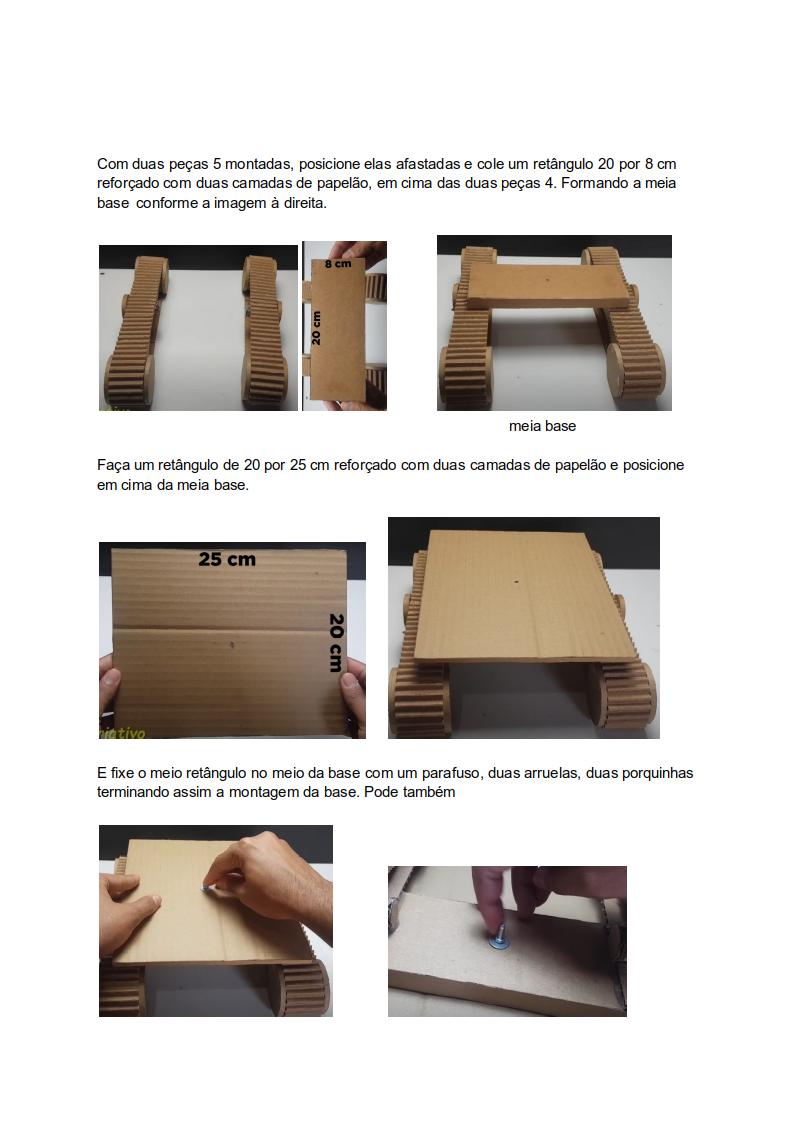 Com duas peças 5 montadas, posicione elas afastadas e cole um retângulo 20 por 8 cm
reforçado com duas camadas de papelão, em cima das duas peças 4. Formando a meia
base conforme a imagem à direita.
8 cm
20 cm
meia base
Faça um retângulo de 20 por 25 cm reforçado com duas camadas de papelão e posicione
em cima da meia base.
25 cm
20 cm
riativo
E fixe o meio retângulo no meio da base com um parafuso, duas arruelas, duas porquinhas
terminando assim a montagem da base. Pode também